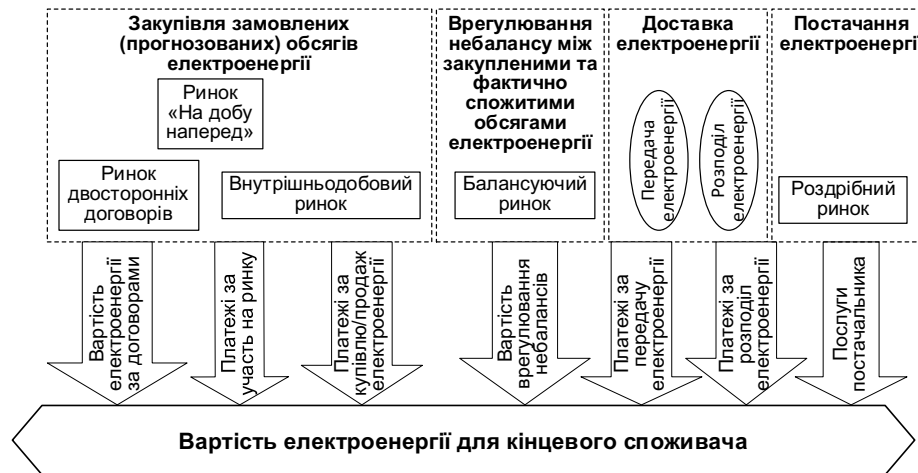 Закупівля замовлених
(прогнозованих) обсягів
електроенергії
Ринок
«На добу
наперед»
Ринок
двосторонніх
договорів
Внутрішньодобовий
ринок
Врегулювання
небалансу між
закупленими та
фактично
спожитими
обсягами
електроенергії
Балансуючий
ринок
Доставка
електроенергії
Передача
електроенергії
Розподіл
електроенергії
Постачання
електроенергії
Роздрібний
ринок
Вартість
електроенергії
за договорами
Платежі за
участь на ринку
Платежі за
купівлю/продаж
електроенергії
Вартість
врегулювання
небалансів
Платежі за
передачу
електроенергії
Платежі за
розподіл
електроенергії
Послуги
постачальника
Вартість електроенергії для кінцевого споживача